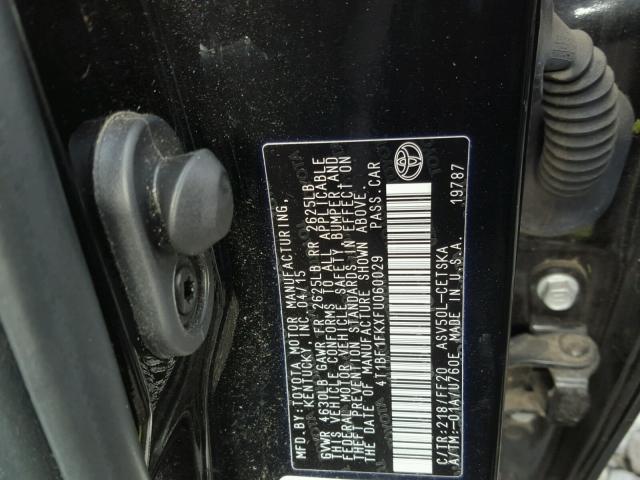 MFD.BY:TOYOTA MOTOR MANUFACTURING,
KENTUCKY, INC. 04/15
GVWR 4630LB GAWR FR 2625LB RR 2625LB
THIS VEHICLE CONFORMS TO ALL APPLICABLE
FEDERAL MOTOR VEHICLE SAFETY, BUMPER AND
THEFT PREVENTION STANDARDS IN EFFECT ON
THE DATE OF MANUFACTURE SHOWN ABOVE.
4T1BF1FKXFU060029 PASS.CAR
C/TR:218/FF20 ASV50L-CETSKA
A/TM:-01A/U760E MADE IN U.S.A. 19787
TOYOTA